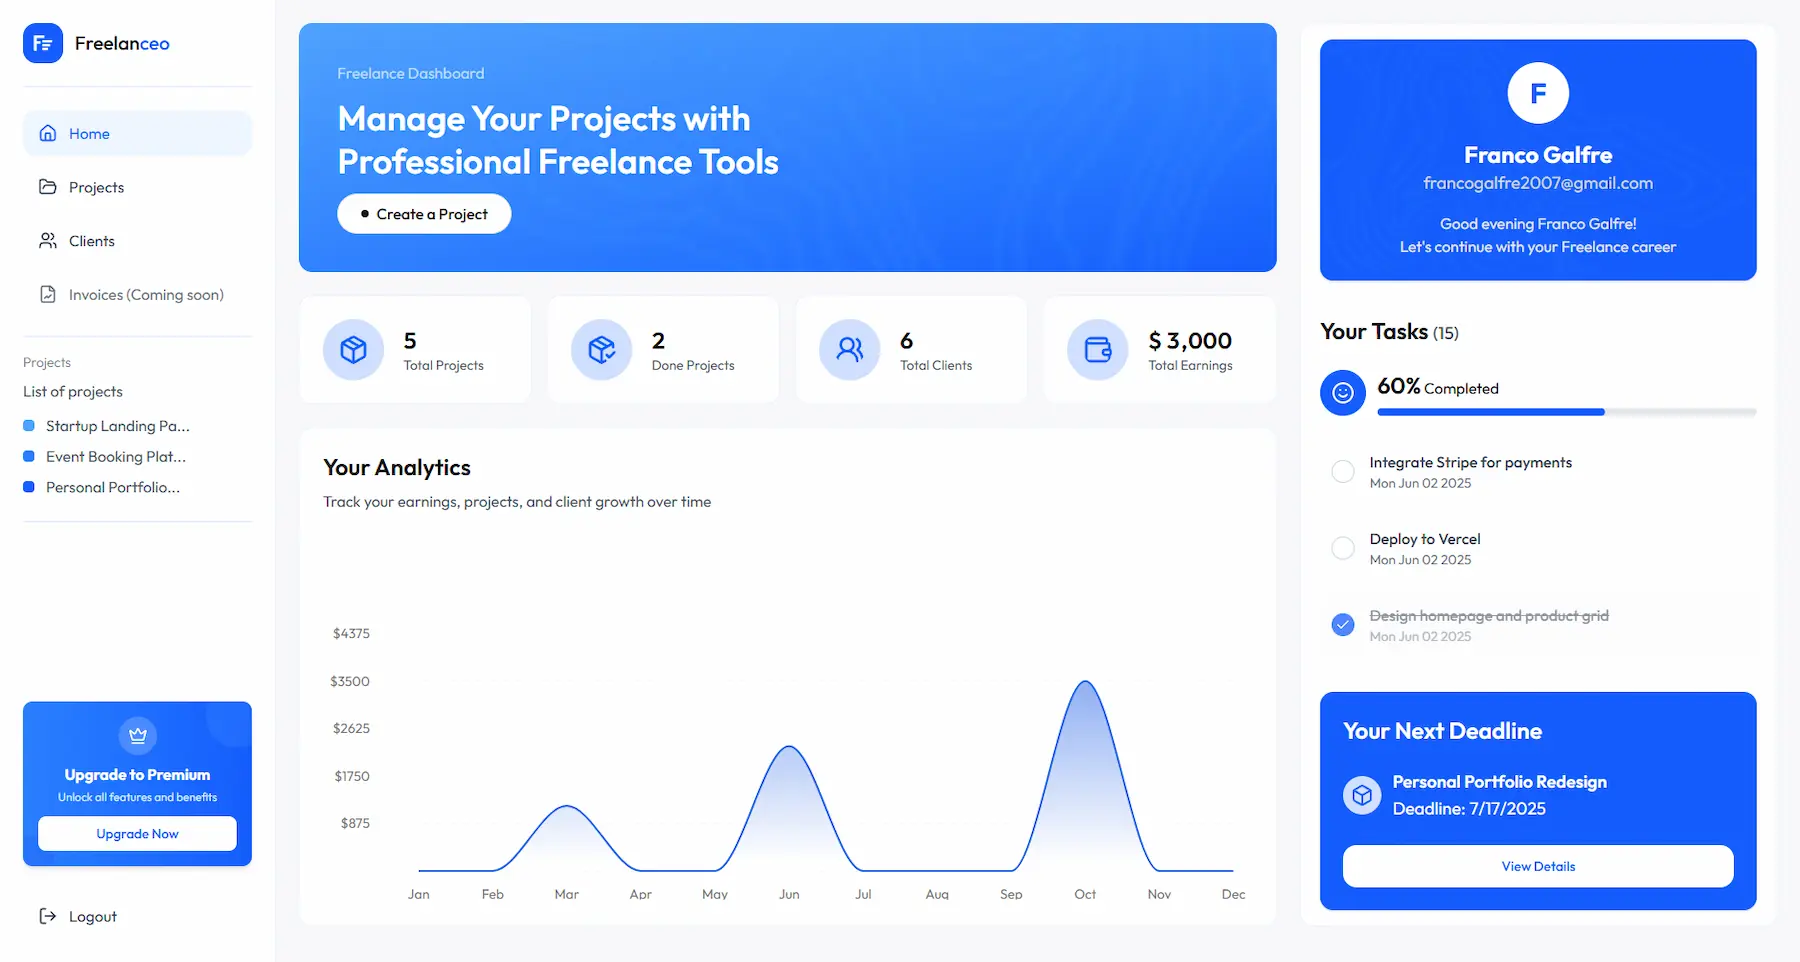 Freelanceo
Home
Projects
Clients
Invoices (Coming soon)
Projects
List of projects
Startup Landing Pa...
Event Booking Plat...
Personal Portfolio...
Upgrade to Premium
Unlock all features and benefits
Upgrade Now
Logout
Freelance Dashboard
Manage Your Projects with
Professional Freelance Tools
Create a Project
5
Total Projects
2
Done Projects
6
Total Clients
$ 3,000
Total Earnings
Your Analytics
Track your earnings, projects, and client growth over time
$4375
$3500
$2625
$1750
$875
Jan Feb Mar Apr May Jun Jul Aug Sep Oct Nov Dec
F
Franco Galfre
francogalfre2007@gmail.com
Good evening Franco Galfre!
Let's continue with your Freelance career
Your Tasks (15)
60% Completed
Integrate Stripe for payments
Mon Jun 02 2025
Deploy to Vercel
Mon Jun 02 2025
Design homepage and product grid
Mon Jun 02 2025
Your Next Deadline
Personal Portfolio Redesign
Deadline: 7/17/2025
View Details